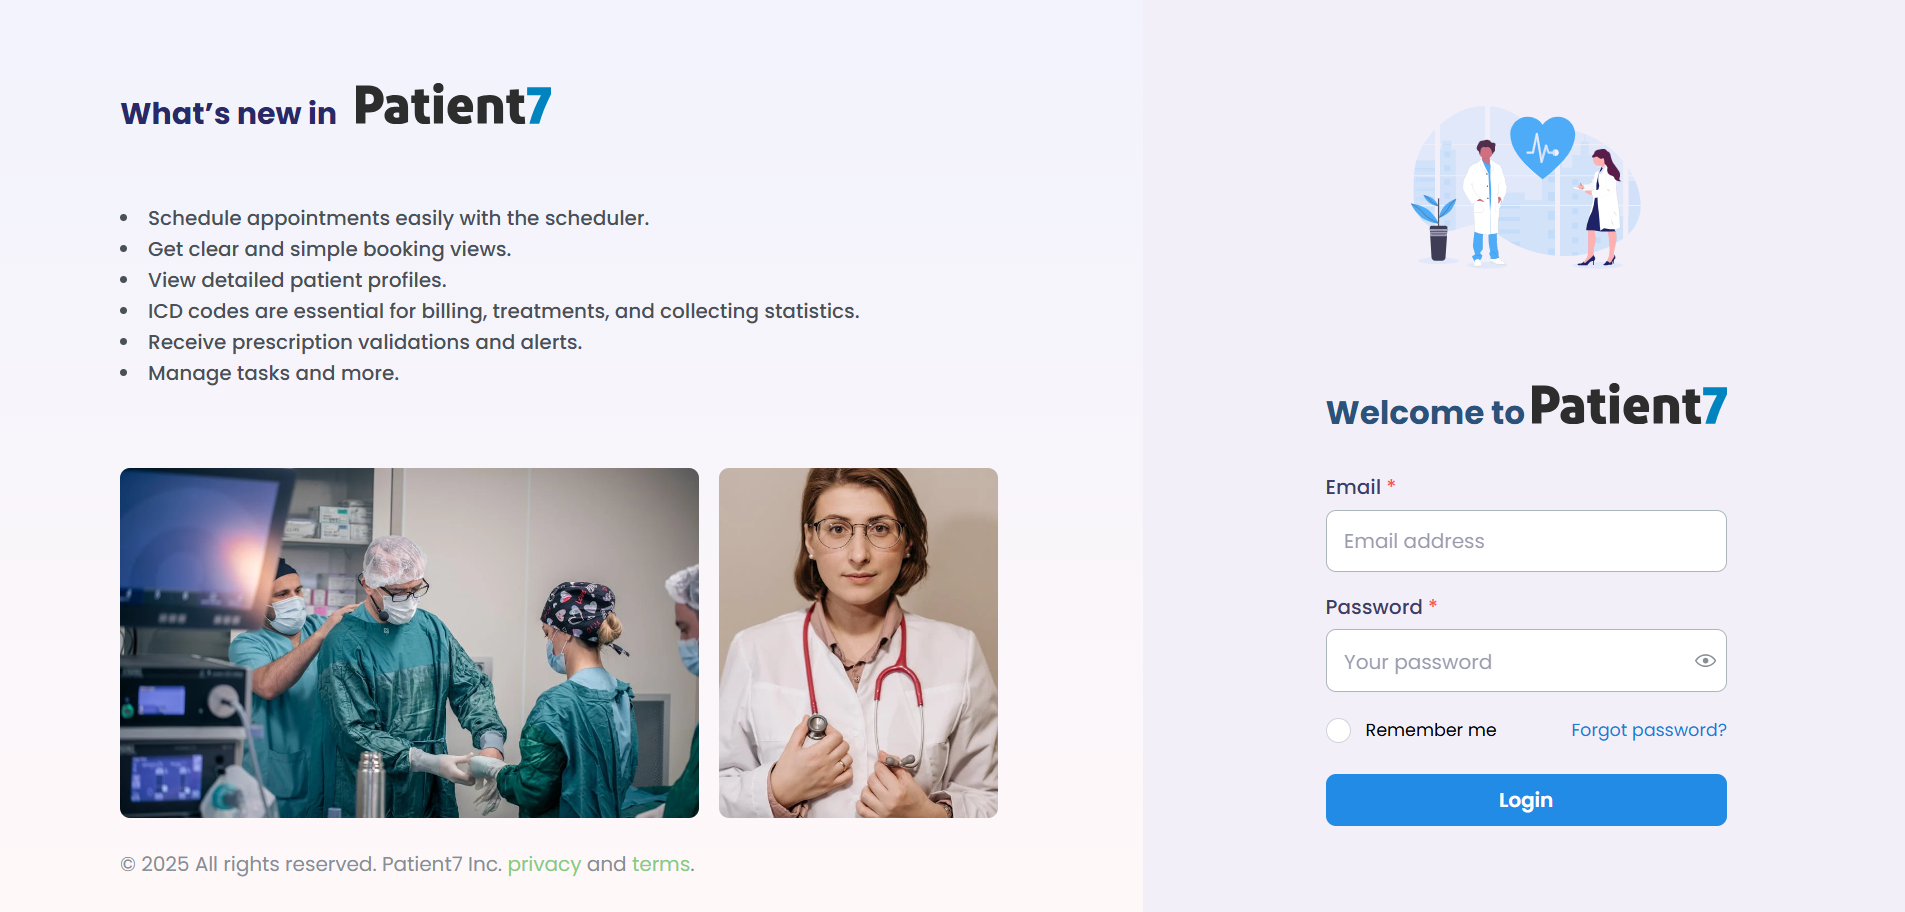 What's new in Patient7
• Schedule appointments easily with the scheduler.
• Get clear and simple booking views.
• View detailed patient profiles.
• ICD codes are essential for billing, treatments, and collecting statistics.
• Receive prescription validations and alerts.
• Manage tasks and more.
© 2025 All rights reserved. Patient7 Inc. privacy and terms.
Welcome to Patient7
Email *
Email address
Password *
Your password
Remember me
Forgot password?
Login